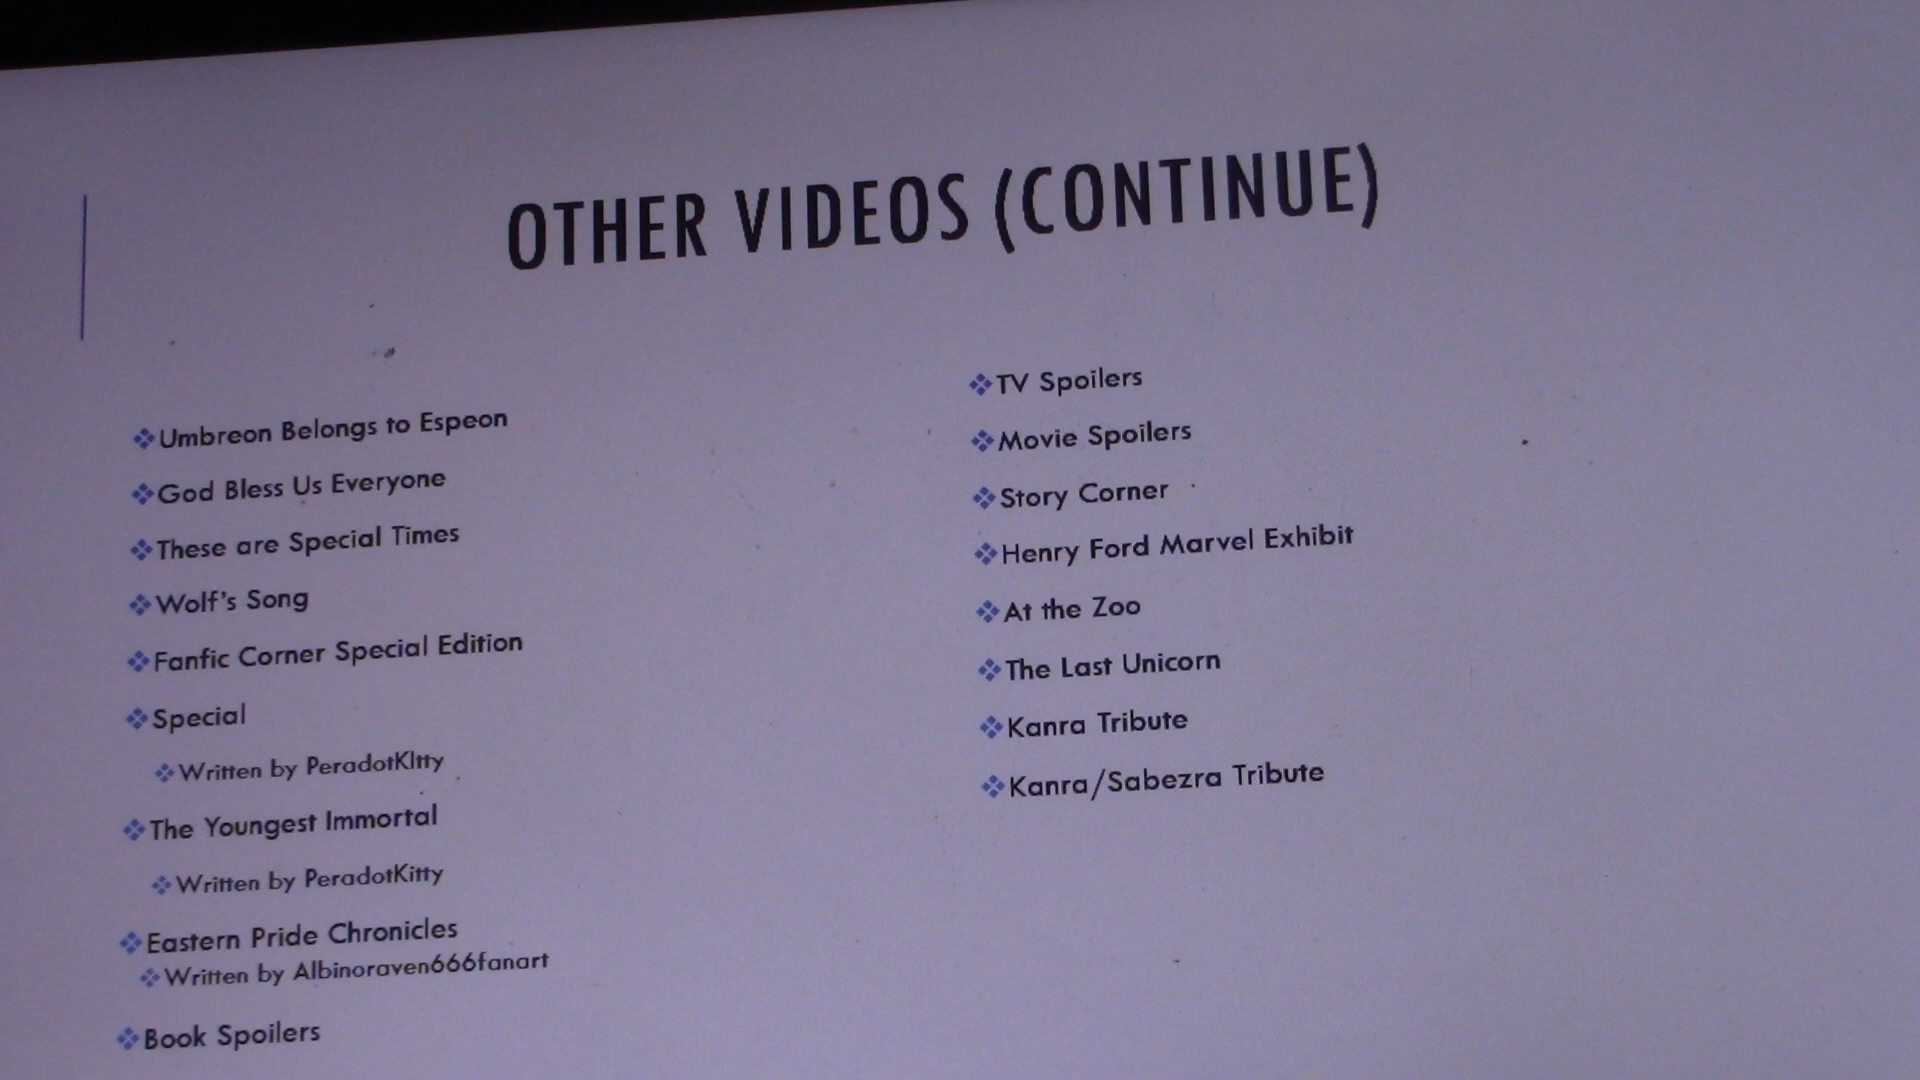 OTHER VIDEOS (CONTINUE)
Umbreon Belongs to Espeon
God Bless Us Everyone
These are Special Times
Wolf's Song
Fanfic Corner Special Edition
Special
Written by PeradotKItty
The Youngest Immortal
Written by PeradotKitty
Eastern Pride Chronicles
Written by Albinoraven666fanart
Book Spoilers
TV Spoilers
Movie Spoilers
Story Corner
Henry Ford Marvel Exhibit
At the Zoo
The Last Unicorn
Kanra Tribute
Kanra/Sabezra Tribute